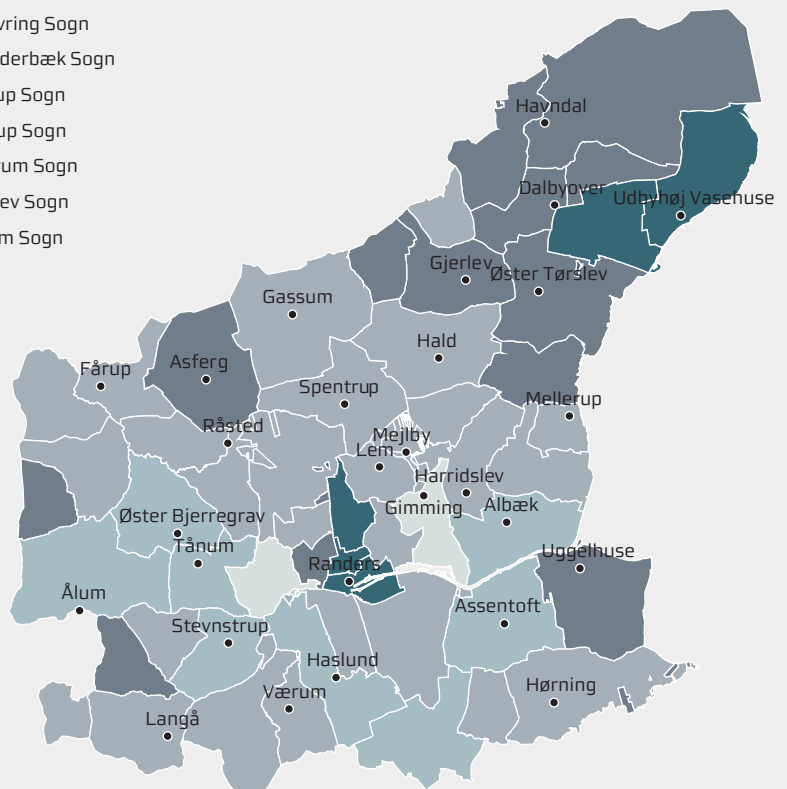 vring Sogn
derbæk Sogn
up Sogn
up Sogn
rum Sogn
ev Sogn
m Sogn
Havndal
Dalbyover
Udbyhøj Vasehuse
Gjerlev
Øster Tørslev
Gassum
Hald
Asferg
Fårup
Spentrup
Mellerup
Råsted
Mejlby
Lem
Harridslev
Gimming
Albæk
Øster Bjerregrav
Tånum
Uggelhuse
Randers
Ålum
Assentoft
Stevnstrup
Haslund
Værum
Hørning
Langå